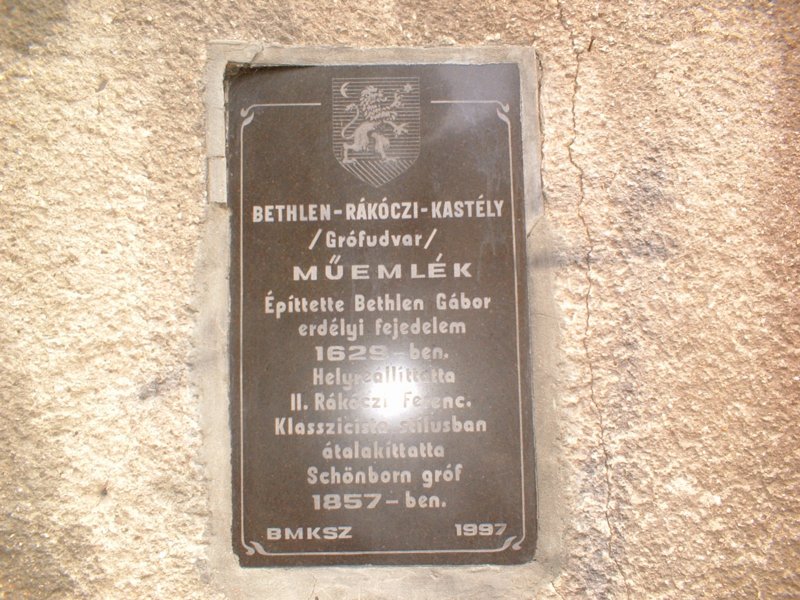 BETHLEN-RÁKÓCZI-KASTÉLY
/Grófudvar/
MŰEMLÉK
Építtette Bethlen Gábor
erdélyi fejedelem
1629-ben.
Helyreállíttatta
II. Rákóczi Ferenc.
Klasszicista stílusban
átalakíttatta
Schönborn gróf
1857-ben.
BMKSZ 1997